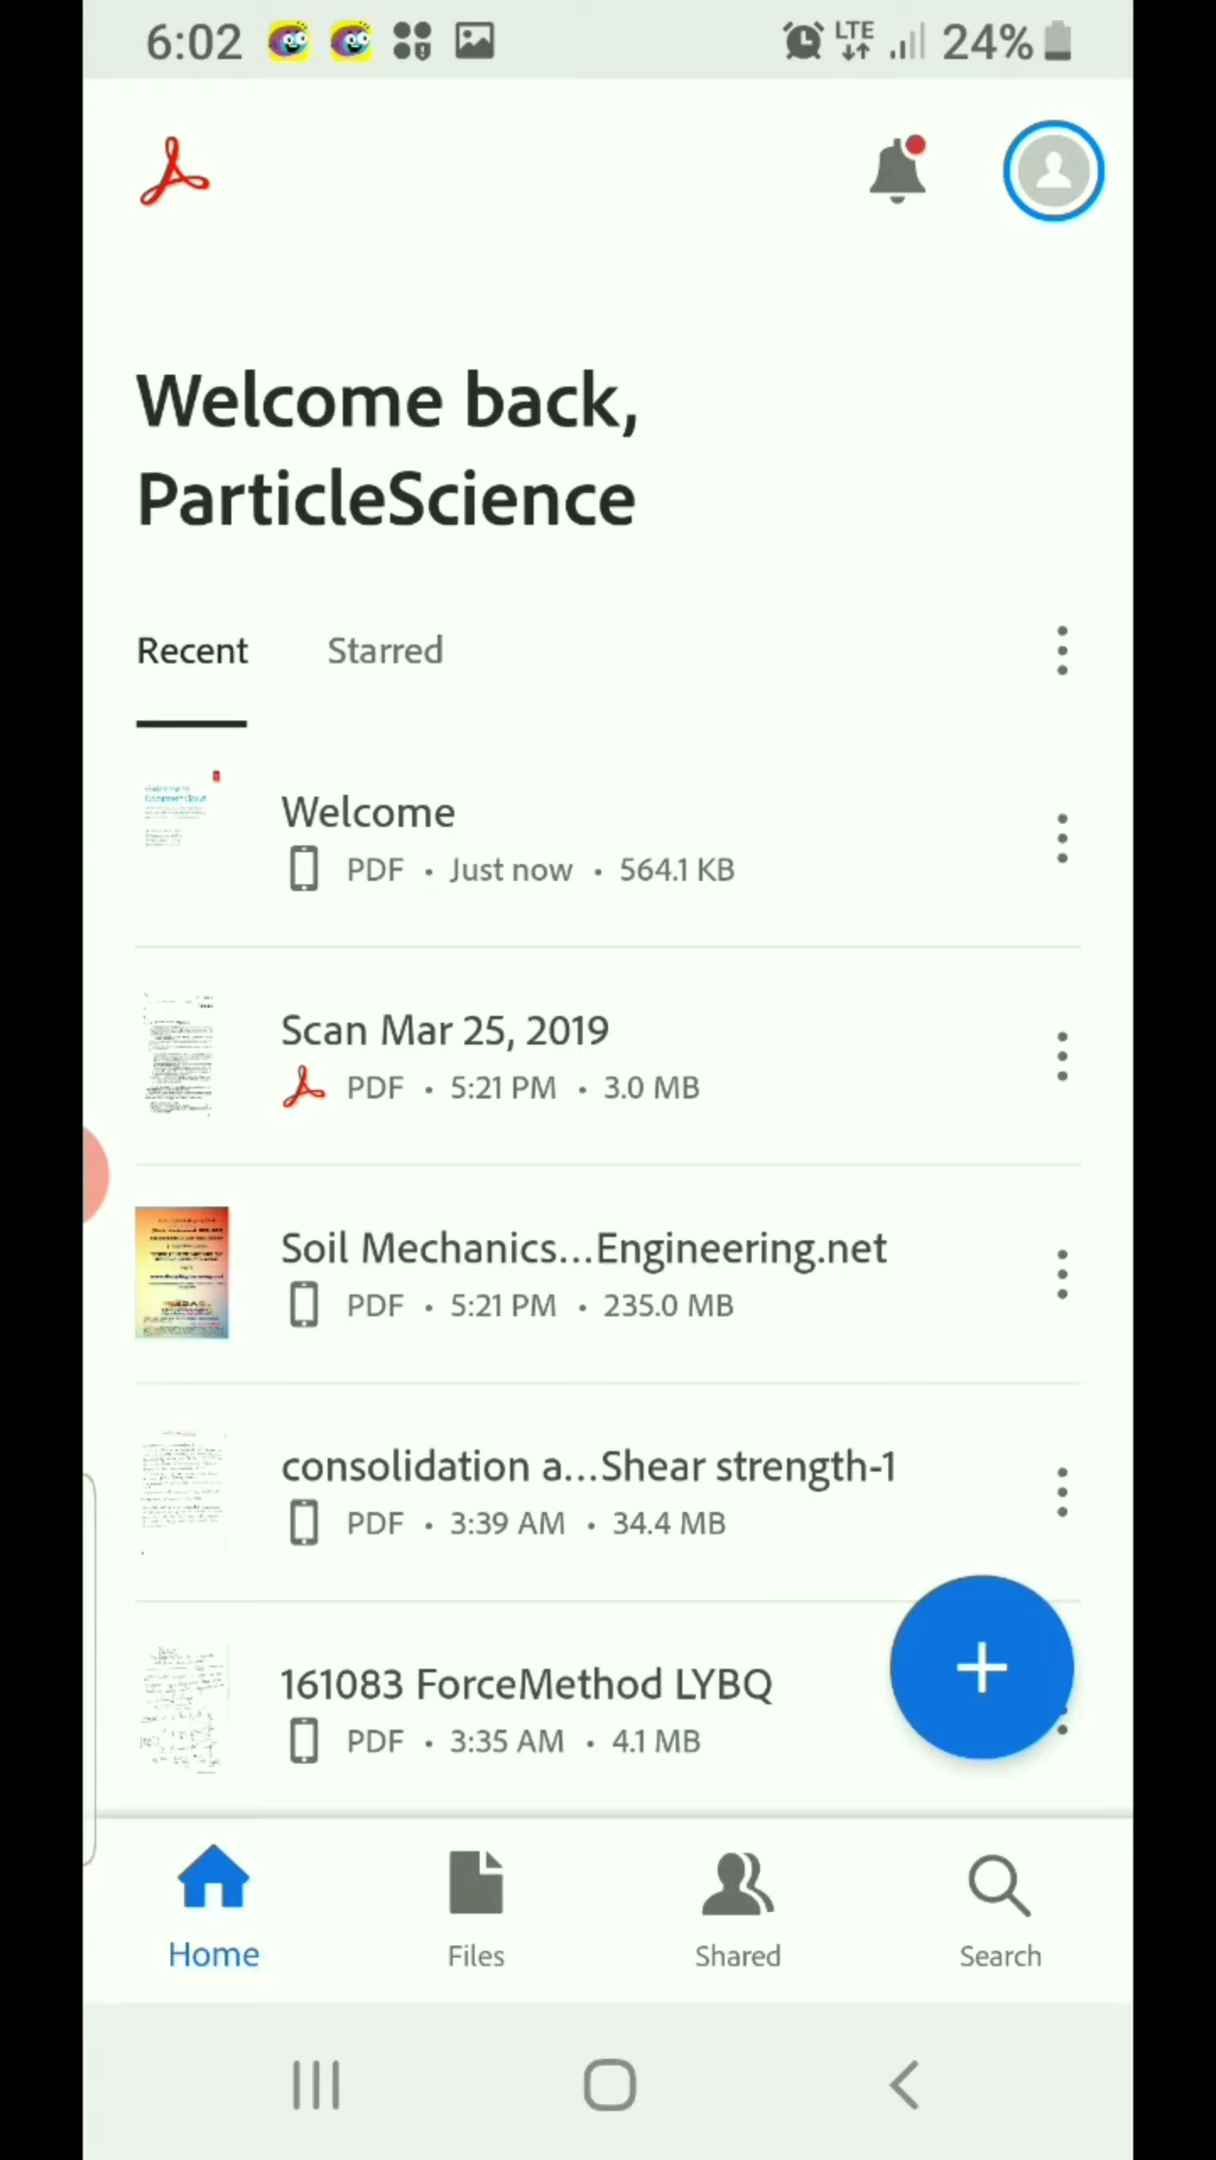 6:02 LTE 24%
Welcome back,
ParticleScience
Recent Starred
Welcome
PDF • Just now • 564.1 KB
Scan Mar 25, 2019
PDF • 5:21 PM • 3.0 MB
Soil Mechanics...Engineering.net
PDF • 5:21 PM • 235.0 MB
consolidation a...Shear strength-1
PDF • 3:39 AM • 34.4 MB
161083 ForceMethod LYBQ
PDF • 3:35 AM • 4.1 MB
Home Files Shared Search